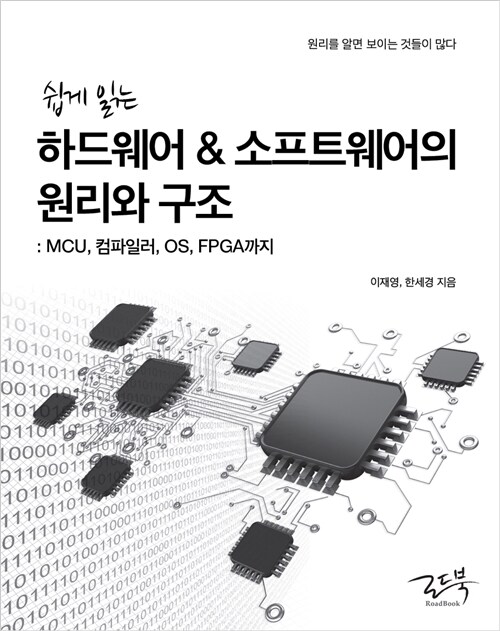 원리를 알면 보이는 것들이 많다
쉽게 읽는
하드웨어 & 소프트웨어의
원리와 구조
: MCU, 컴파일러, OS, FPGA까지
이재영, 한세경 지음
로드북
RoadBook